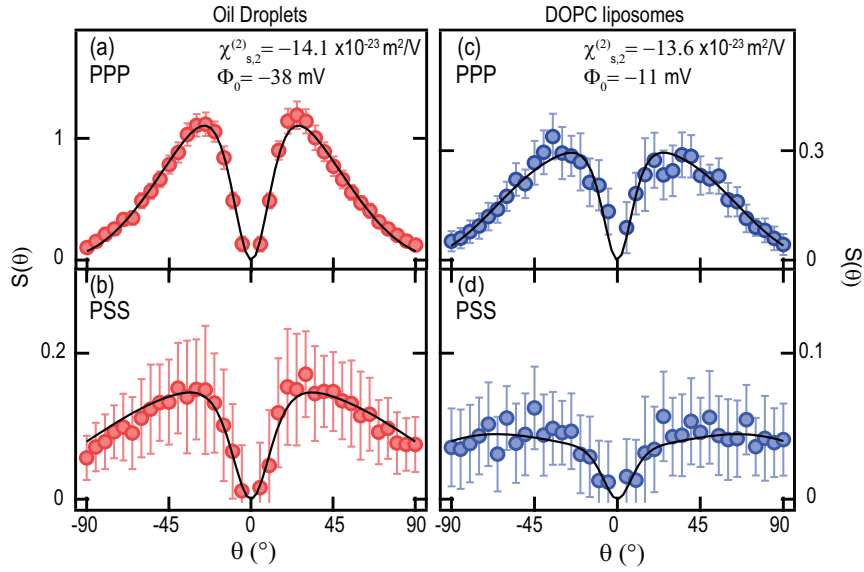 Oil Droplets
DOPC liposomes
(a)
PPP
χ(2)s,2= −14.1 x10-23 m2/V
Φ0= −38 mV
(c)
PPP
χ(2)s,2= −13.6 x10-23 m2/V
Φ0= −11 mV
1
0
0.3
0
S(θ)
S(θ)
(b)
PSS
(d)
PSS
0.2
0
0.1
0
-90 -45 0 45 90
-90 -45 0 45 90
θ (°)
θ (°)